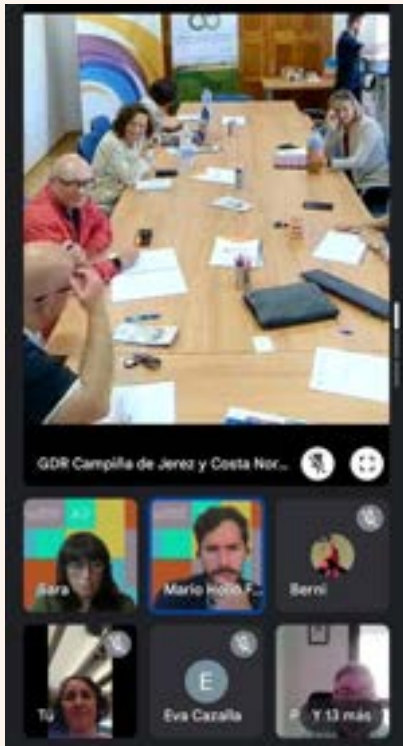 GDR Campiña de Jerez y Costa Nor...
Sara
Mario
Berni
Tú
E
Eva Cazalla
P
Y 13 más